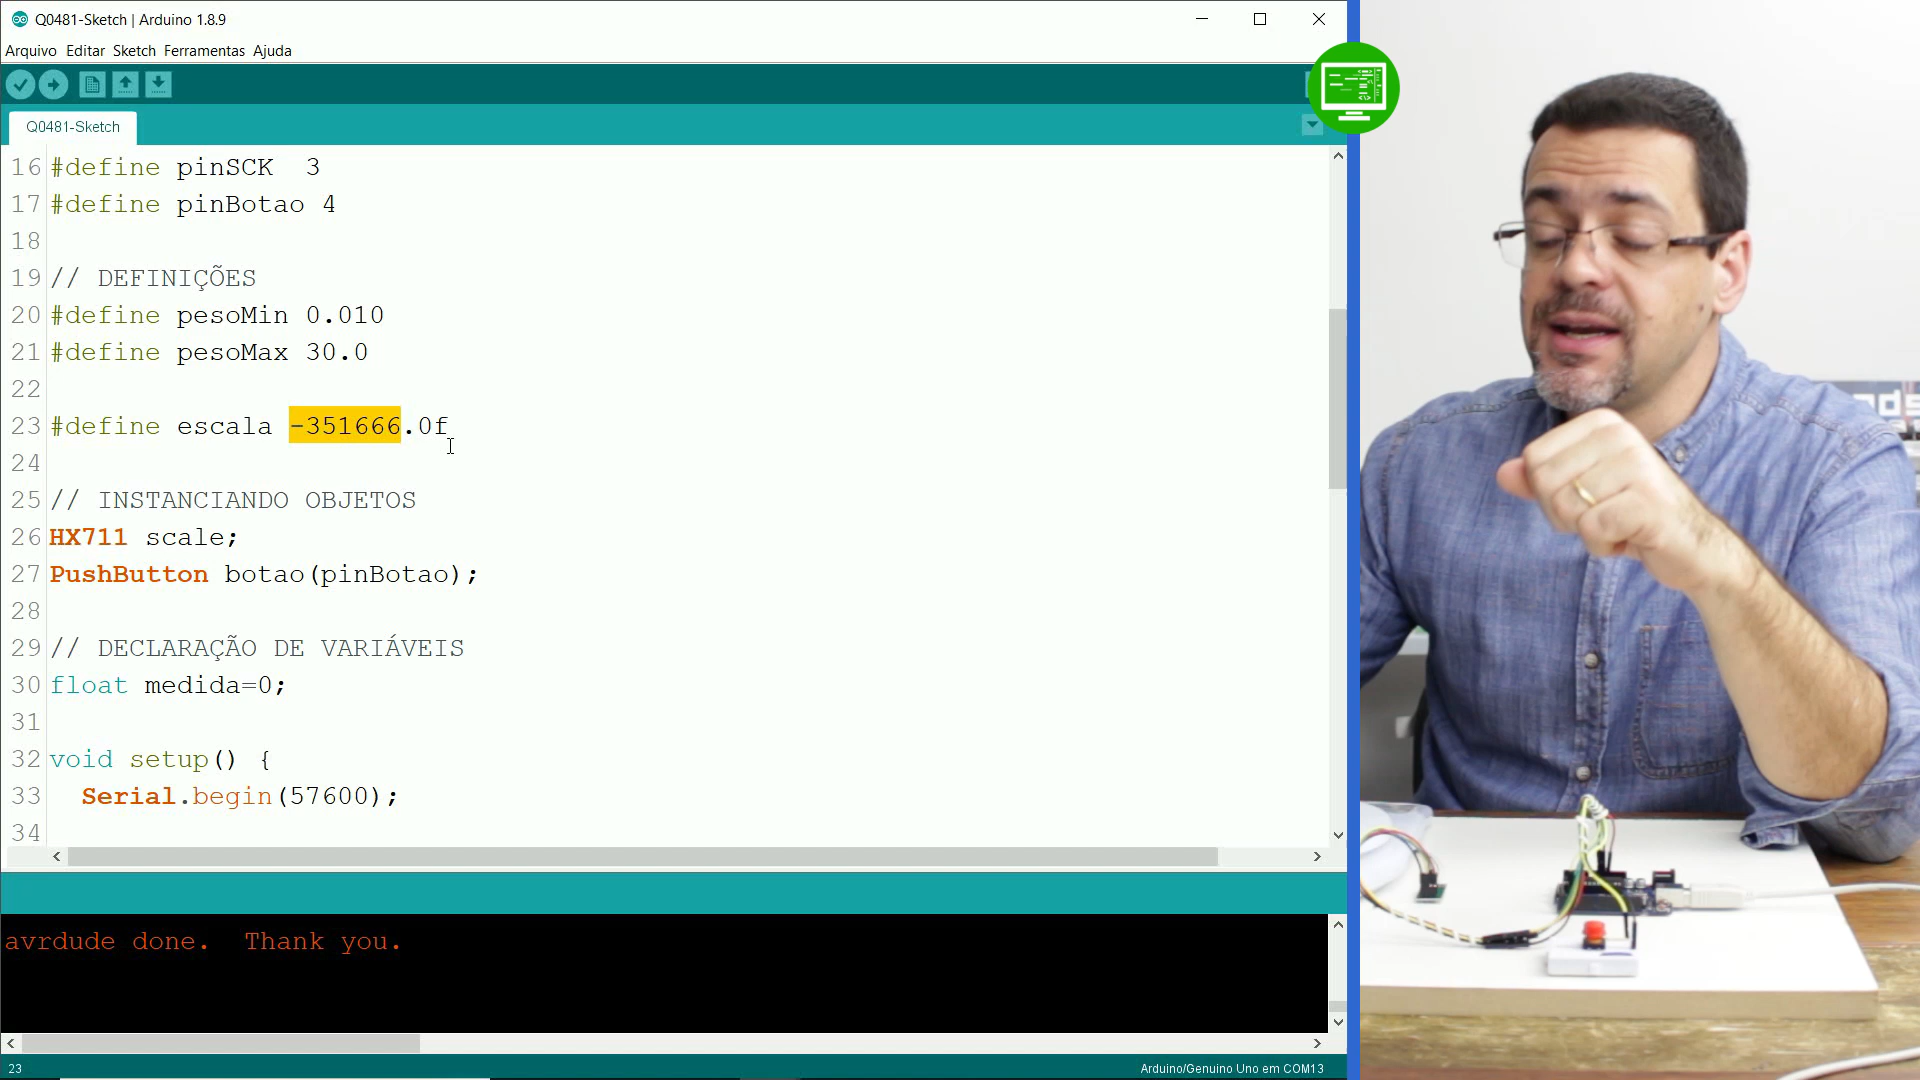 Q0481-Sketch | Arduino 1.8.9
Arquivo Editar Sketch Ferramentas Ajuda
Q0481-Sketch
16 #define pinSCK  3
17 #define pinBotao 4
18
19 // DEFINIÇÕES
20 #define pesoMin 0.010
21 #define pesoMax 30.0
22
23 #define escala -351666.0f
24
25 // INSTANCIANDO OBJETOS
26 HX711 scale;
27 PushButton botao(pinBotao);
28
29 // DECLARAÇÃO DE VARIÁVEIS
30 float medida=0;
31
32 void setup() {
33   Serial.begin(57600);
34
avrdude done.  Thank you.
23
Arduino/Genuino Uno em COM13